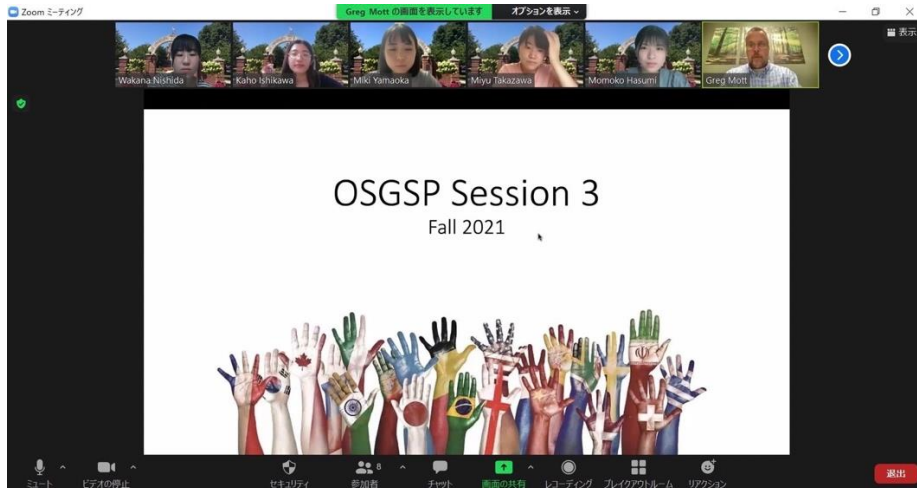 Zoom ミーティング
Greg Mott の画面を表示しています
オプションを表示
表示
Wakana Nishida
Kaho Ishikawa
Miki Yamaoka
Miyu Takazawa
Momoko Hasumi
Greg Mott
OSGSP Session 3
Fall 2021
ミュート
ビデオの停止
セキュリティ
8
参加者
チャット
画面の共有
レコーディング
ブレイクアウトルーム
リアクション
退出